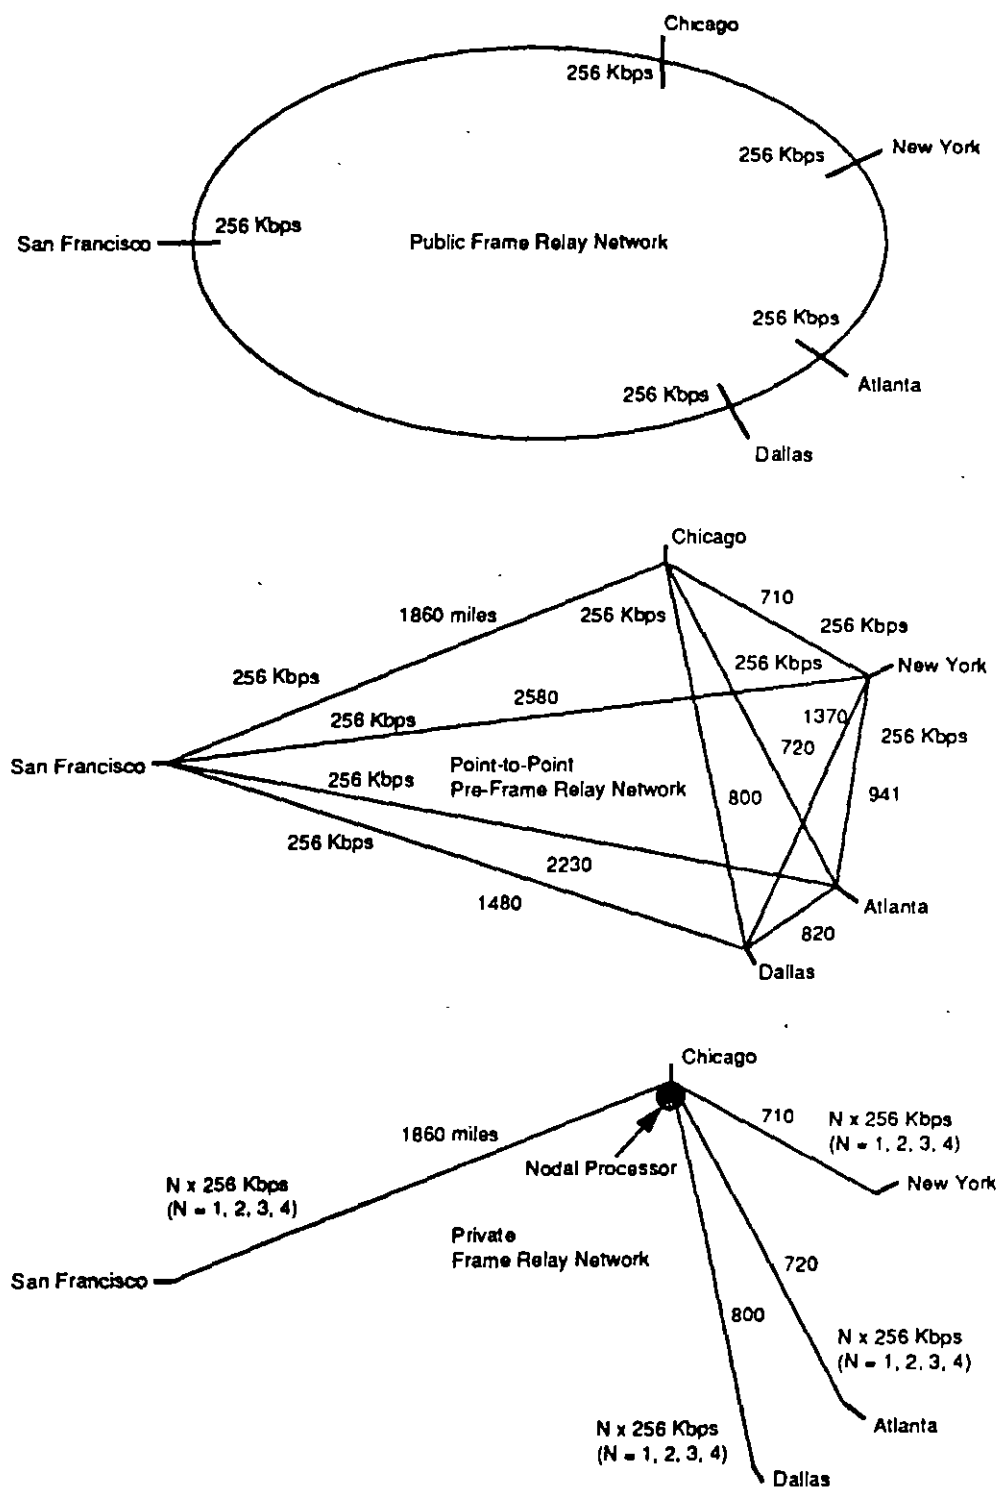 Chicago
256 Kbps
256 Kbps
New York
256 Kbps
San Francisco
Public Frame Relay Network
256 Kbps
Atlanta
256 Kbps
Dallas
Chicago
710
1860 miles
256 Kbps
256 Kbps
256 Kbps
256 Kbps
New York
2580
256 Kbps
1370
256 Kbps
720
San Francisco
Point-to-Point
Pre-Frame Relay Network
256 Kbps
800
941
256 Kbps
2230
1480
Atlanta
820
Dallas
Chicago
710
N x 256 Kbps
(N = 1, 2, 3, 4)
1860 miles
Nodal Processor
New York
N x 256 Kbps
(N = 1, 2, 3, 4)
Private
Frame Relay Network
San Francisco
720
800
N x 256 Kbps
(N = 1, 2, 3, 4)
Atlanta
N x 256 Kbps
(N = 1, 2, 3, 4)
Dallas